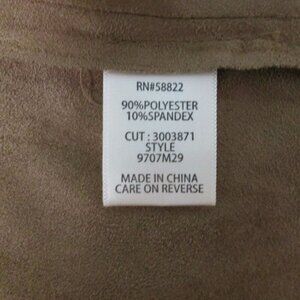 RN#58822
90%POLYESTER
10%SPANDEX
CUT : 3003871
STYLE
9707M29
MADE IN CHINA
CARE ON REVERSE